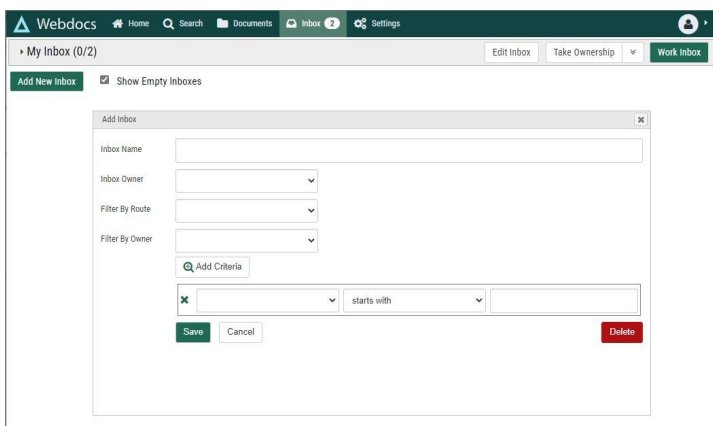 Webdocs Home Search Documents Inbox 2 Settings
My Inbox (0/2) Edit Inbox Take Ownership Work Inbox
Add New Inbox Show Empty Inboxes
Add Inbox
Inbox Name
Inbox Owner
Filter By Route
Filter By Owner
Add Criteria
starts with
Save Cancel Delete